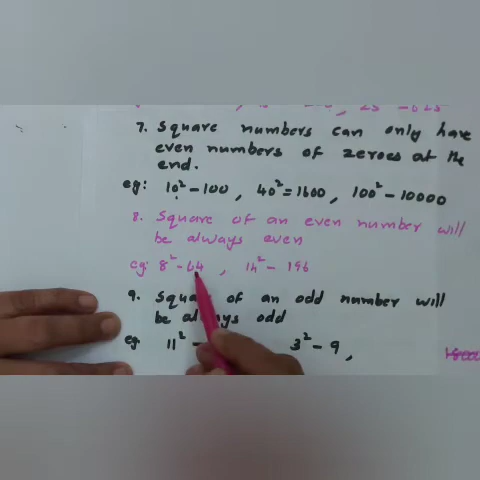 7. Square numbers can only have
even numbers of zeroes at the
end.
eg: 10² - 100, 40² = 1600, 100² - 10000
8. Square of an even number will
be always even
eg: 8² - 64, 14² - 196
9. Square of an odd number will
be always odd
eg 11² - 3² - 9,